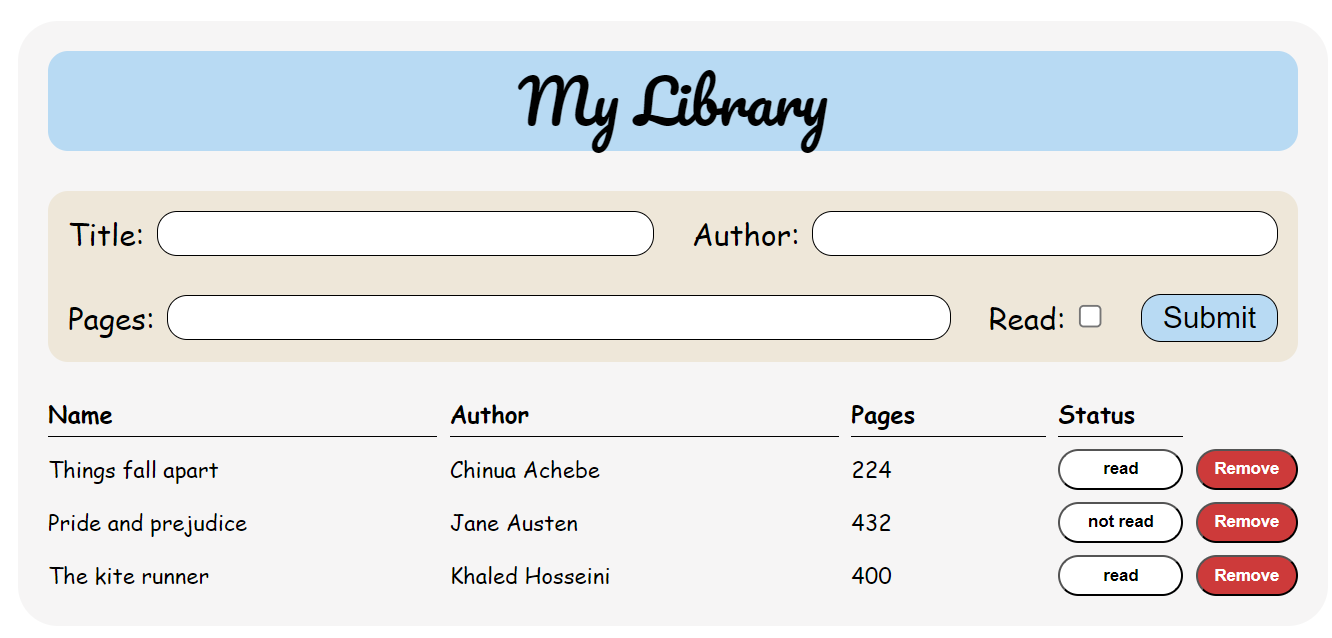 My Library
Title: Author:
Pages: Read: Submit
Name Author Pages Status
Things fall apart Chinua Achebe 224 read Remove
Pride and prejudice Jane Austen 432 not read Remove
The kite runner Khaled Hosseini 400 read Remove